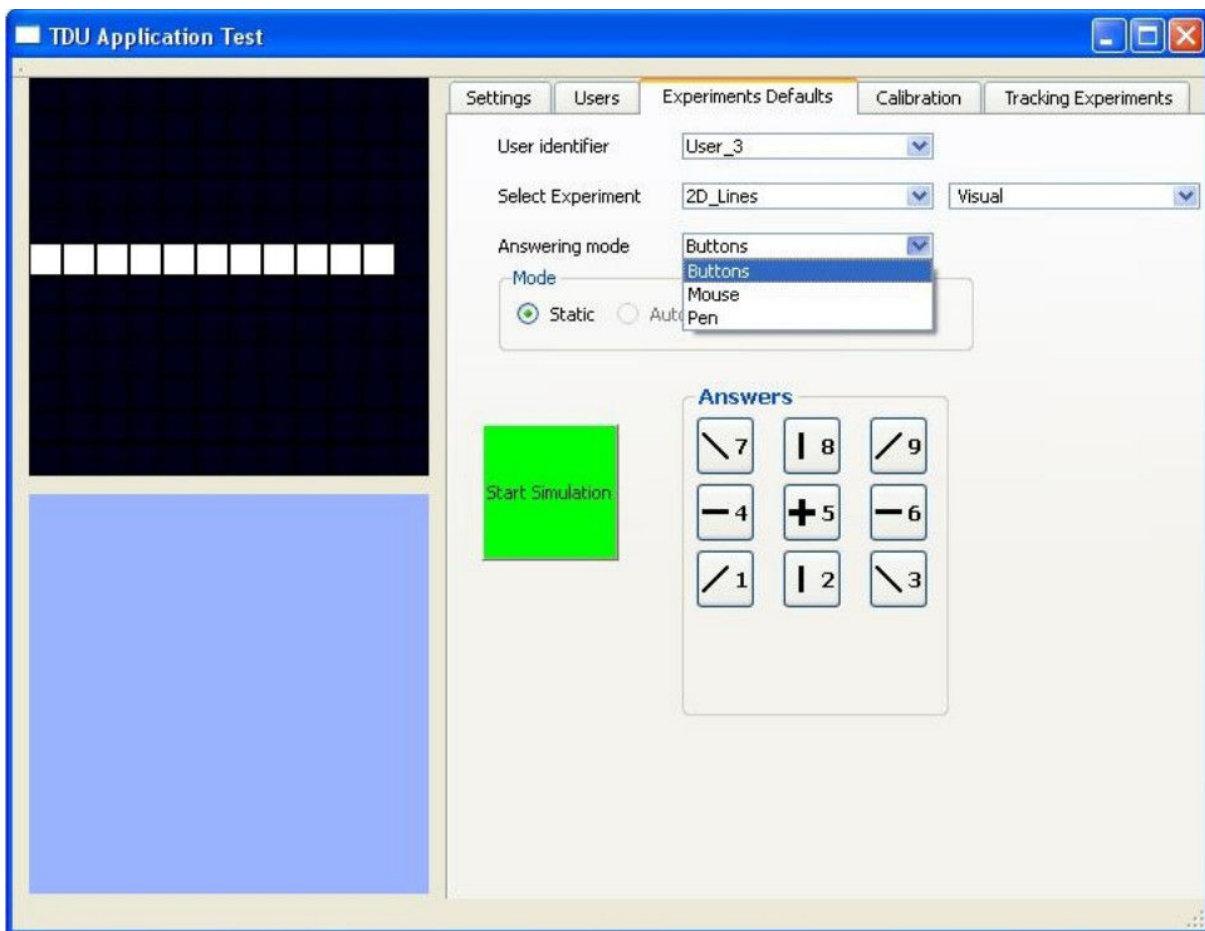 TDU Application Test
Settings Users Experiments Defaults Calibration Tracking Experiments
User identifier User_3
Select Experiment 2D_Lines Visual
Answering mode Buttons
Buttons
Mouse
Pen
Mode
Static
Answers
7 8 9
Start Simulation
4 5 6
1 2 3